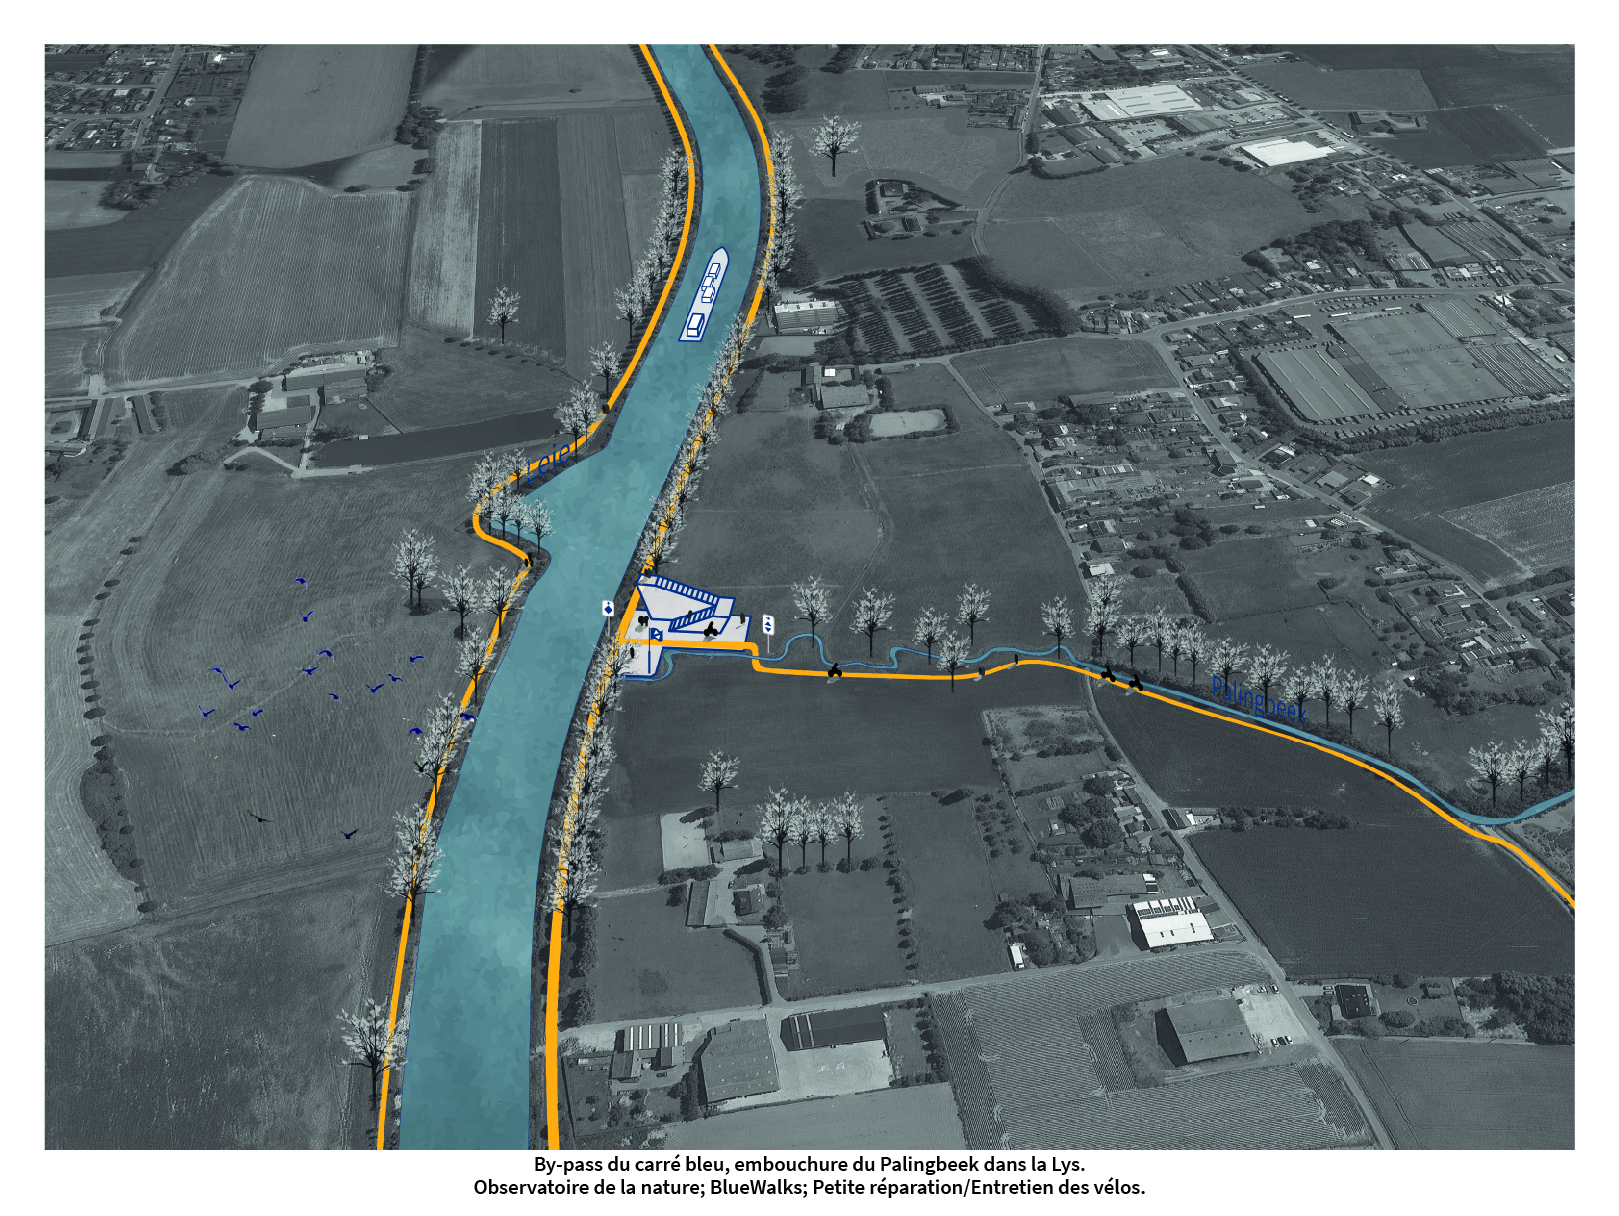 Leie
Palingbeek
By-pass du carré bleu, embouchure du Palingbeek dans la Lys.
Observatoire de la nature; BlueWalks; Petite réparation/Entretien des vélos.